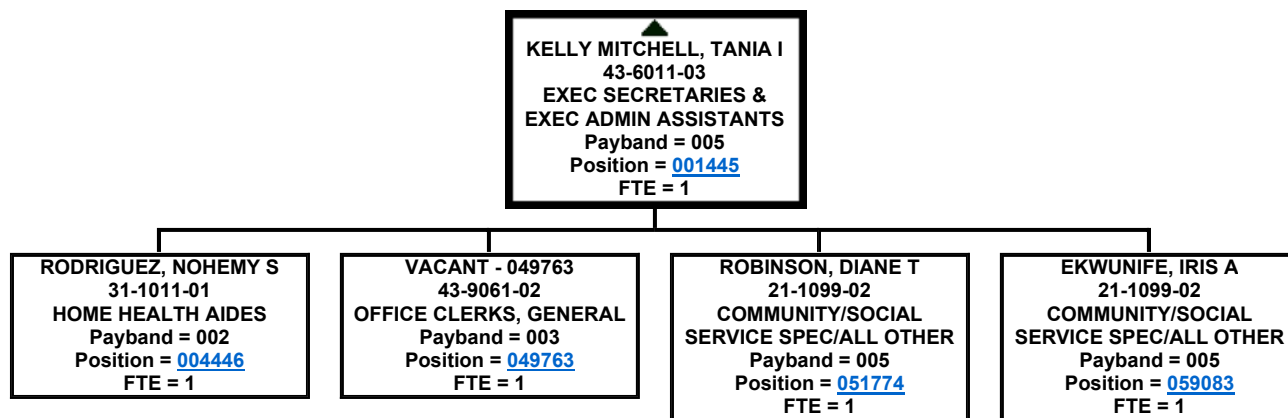 KELLY MITCHELL, TANIA I
43-6011-03
EXEC SECRETARIES &
EXEC ADMIN ASSISTANTS
Payband = 005
Position = 001445
FTE = 1
RODRIGUEZ, NOHEMY S
31-1011-01
HOME HEALTH AIDES
Payband = 002
Position = 004446
FTE = 1
VACANT - 049763
43-9061-02
OFFICE CLERKS, GENERAL
Payband = 003
Position = 049763
FTE = 1
ROBINSON, DIANE T
21-1099-02
COMMUNITY/SOCIAL
SERVICE SPEC/ALL OTHER
Payband = 005
Position = 051774
FTE = 1
EKWUNIFE, IRIS A
21-1099-02
COMMUNITY/SOCIAL
SERVICE SPEC/ALL OTHER
Payband = 005
Position = 059083
FTE = 1